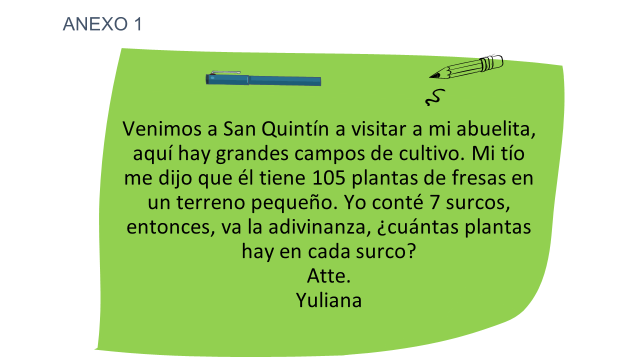 ANEXO 1
Venimos a San Quintín a visitar a mi abuelita,
aquí hay grandes campos de cultivo. Mi tío
me dijo que él tiene 105 plantas de fresas en
un terreno pequeño. Yo conté 7 surcos,
entonces, va la adivinanza, ¿cuántas plantas
hay en cada surco?
Atte.
Yuliana